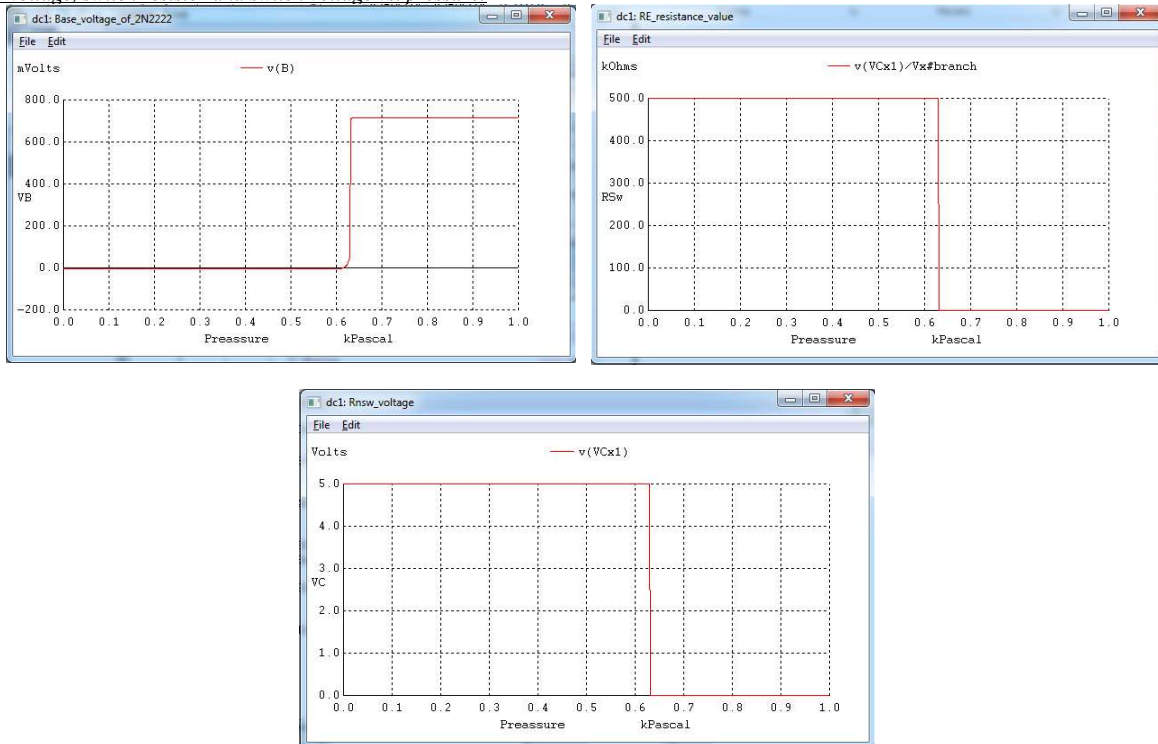 dc1: Base_voltage_of_2N2222
File Edit
mVolts v(B)
800.0
600.0
400.0
VB
200.0
0.0
-200.0
0.0 0.1 0.2 0.3 0.4 0.5 0.6 0.7 0.8 0.9 1.0
Preassure kPascal
dc1: RE_resistance_value
File Edit
kOhms v(VCx1)/Vx#branch
500.0
400.0
300.0
RSw
200.0
100.0
0.0
0.0 0.1 0.2 0.3 0.4 0.5 0.6 0.7 0.8 0.9 1.0
Preassure kPascal
dc1: Rnsw_voltage
File Edit
Volts v(VCx1)
5.0
4.0
3.0
VC
2.0
1.0
0.0
0.0 0.1 0.2 0.3 0.4 0.5 0.6 0.7 0.8 0.9 1.0
Preassure kPascal